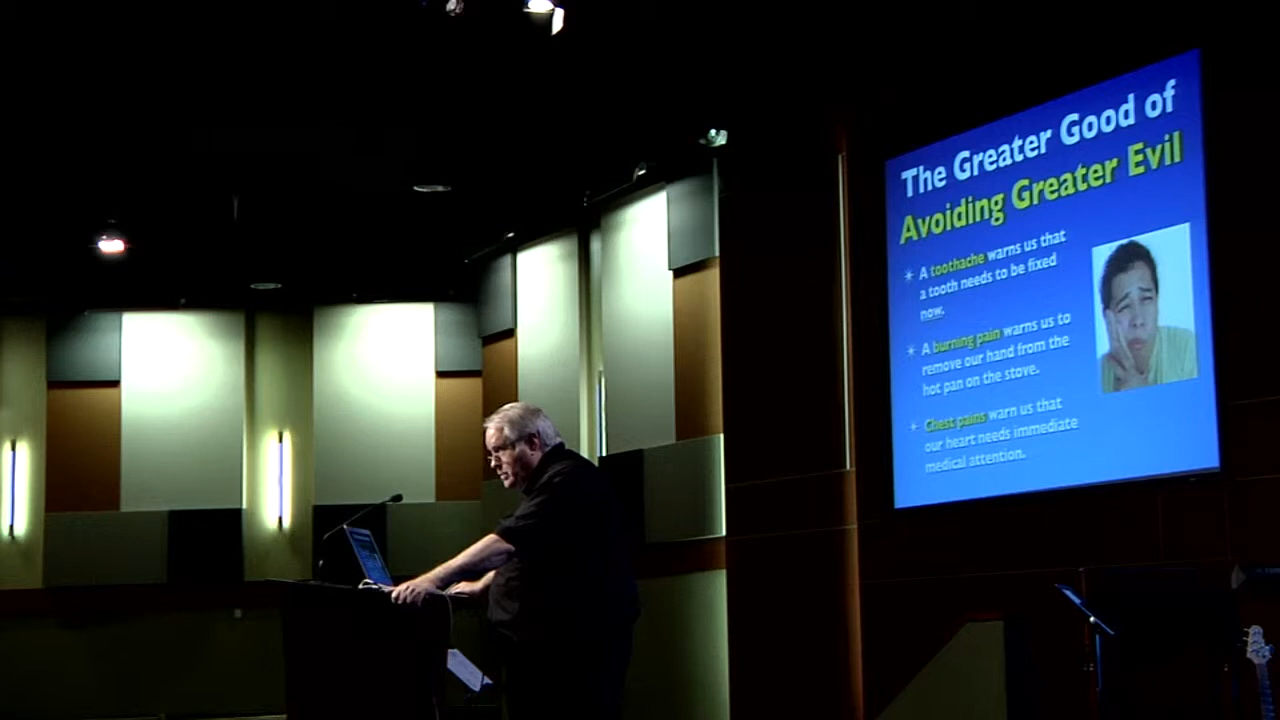 The Greater Good of
Avoiding Greater Evil
A toothache warns us that
a tooth needs to be fixed
now.
A burning pain warns us to
remove our hand from the
hot pan on the stove.
Chest pains warn us that
our heart needs immediate
medical attention.